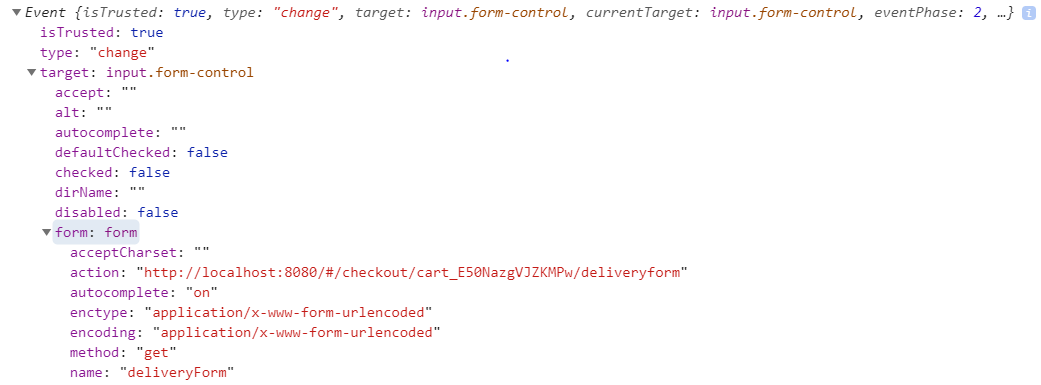 Event {isTrusted: true, type: "change", target: input.form-control, currentTarget: input.form-control, eventPhase: 2, …} i
isTrusted: true
type: "change"
target: input.form-control
accept: ""
alt: ""
autocomplete: ""
defaultChecked: false
checked: false
dirName: ""
disabled: false
form: form
acceptCharset: ""
action: "http://localhost:8080/#/checkout/cart_E50NazgVJZKMPw/deliveryform"
autocomplete: "on"
enctype: "application/x-www-form-urlencoded"
encoding: "application/x-www-form-urlencoded"
method: "get"
name: "deliveryForm"